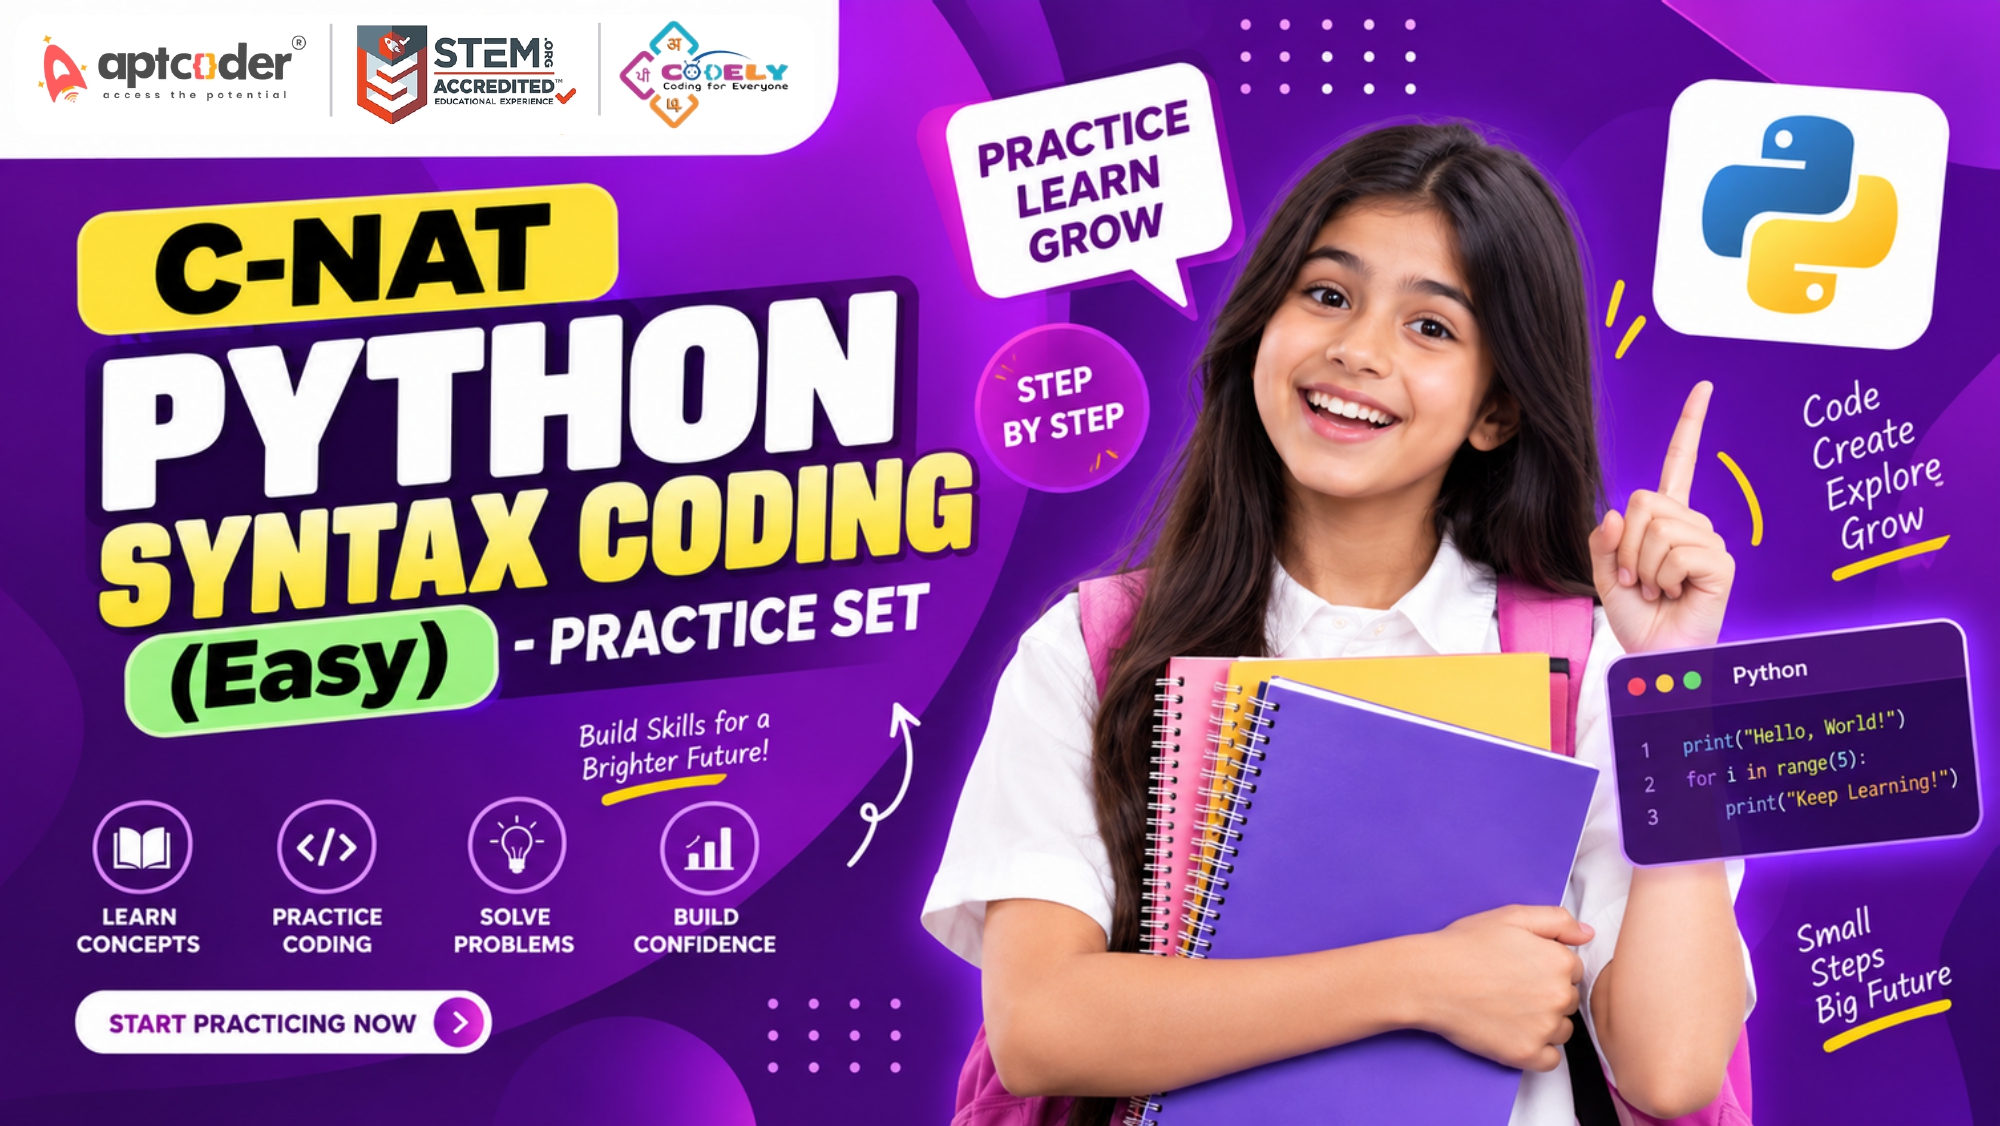 aptcoder®
access the potential
STEM.ORG
ACCREDITED™
EDUCATIONAL EXPERIENCE
अ
पी
CODELY
Coding for Everyone
C-NAT
PYTHON
SYNTAX CODING
(Easy) - PRACTICE SET
Build Skills for a
Brighter Future!
LEARN
CONCEPTS
PRACTICE
CODING
SOLVE
PROBLEMS
BUILD
CONFIDENCE
START PRACTICING NOW
PRACTICE
LEARN
GROW
STEP
BY STEP
Code
Create
Explore
Grow
Python
1 print("Hello, World!")
2 for i in range(5):
3 print("Keep Learning!")
Small
Steps
Big Future